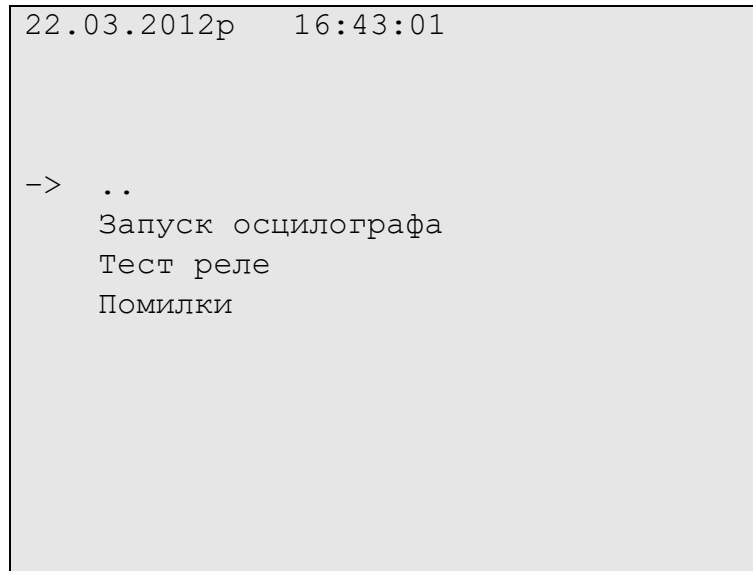 22.03.2012р   16:43:01
->  ..
Запуск осцилографа
Тест реле
Помилки